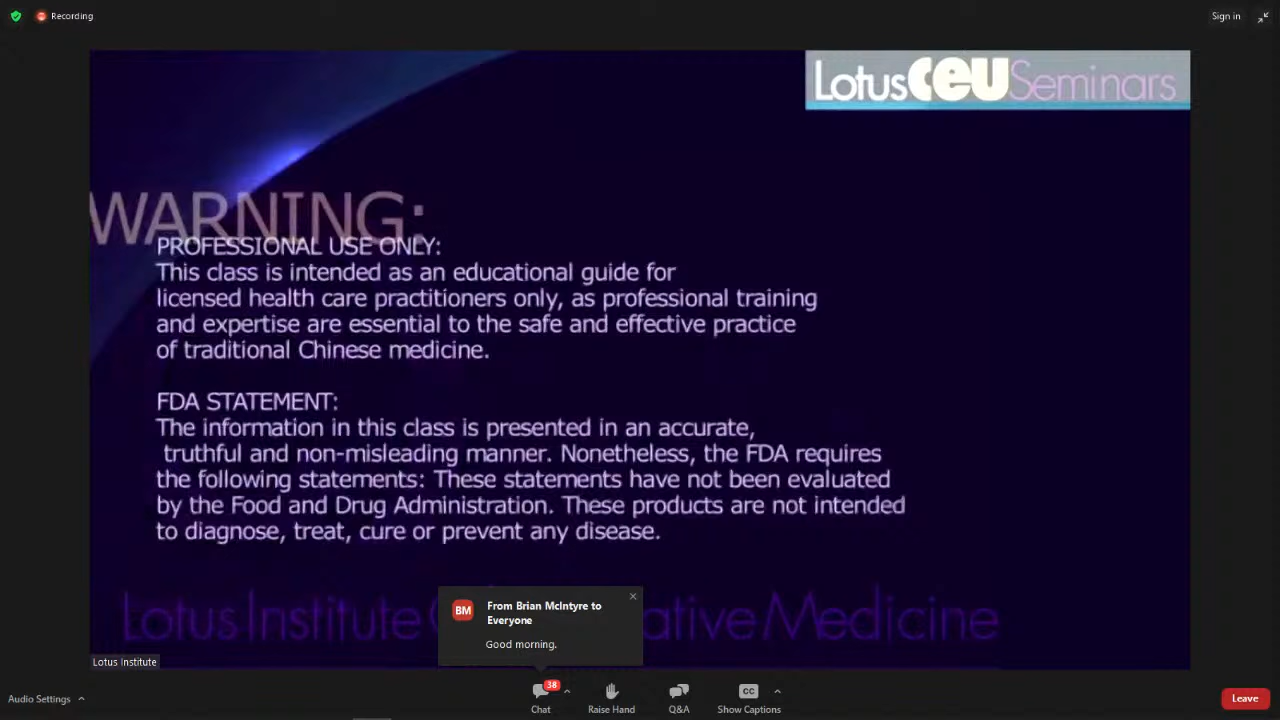 Recording
Sign in
LotusCEUSeminars
WARNING:
PROFESSIONAL USE ONLY:
This class is intended as an educational guide for
licensed health care practitioners only, as professional training
and expertise are essential to the safe and effective practice
of traditional Chinese medicine.
FDA STATEMENT:
The information in this class is presented in an accurate,
truthful and non-misleading manner. Nonetheless, the FDA requires
the following statements: These statements have not been evaluated
by the Food and Drug Administration. These products are not intended
to diagnose, treat, cure or prevent any disease.
Lotus Institute ative Medicine
BM
From Brian McIntyre to
Everyone
Good morning.
Lotus Institute
Audio Settings
38
Chat
Raise Hand
Q&A
CC
Show Captions
Leave